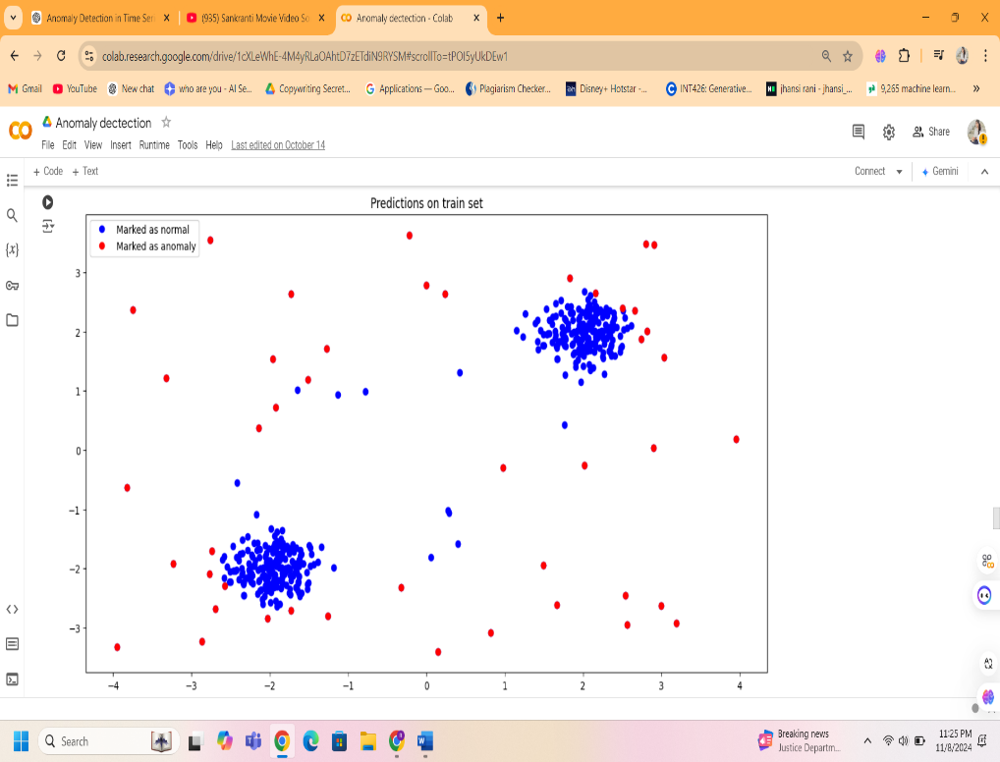 Anomaly Detection in Time Seri
(935) Sankranti Movie Video So
Anomaly dectection - Colab
colab.research.google.com/drive/1cXLeWhE-4M4yRLaOAhtD7zETdiN9RYSM#scrollTo=tPOI5yUkDEw1
Gmail YouTube New chat who are you - AI Se... Copywriting Secret... Applications — Goo... Plagiarism Checker... Disney+ Hotstar -... INT426: Generative... jhansi rani - jhansi_... 9,265 machine learn... »
Anomaly dectection
File Edit View Insert Runtime Tools Help Last edited on October 14
Share
+ Code + Text
Connect Gemini
Predictions on train set
Marked as normal
Marked as anomaly
3
2
1
0
−1
−2
−3
−4 −3 −2 −1 0 1 2 3 4
Search
Breaking news
Justice Departm...
11:25 PM
11/8/2024